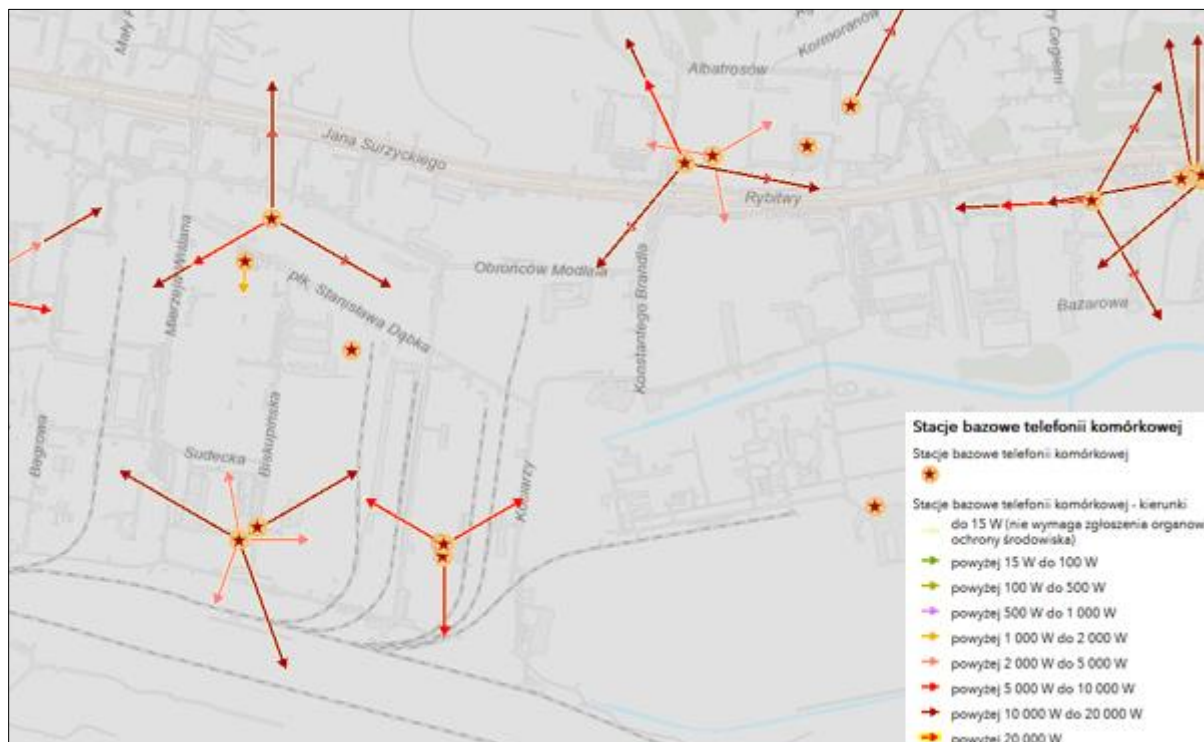 Kormoranów
Albatrosów
Jana Surzyckiego
Rybitwy
Mierzeja Wiślana
Obrońców Modlina
płk. Stanisława Dąbka
Konstantego Brandla
Bazarowa
Bagrowa
Sudecka
Biskupińska
Stacje bazowe telefonii komórkowej
Stacje bazowe telefonii komórkowej
Stacje bazowe telefonii komórkowej - kierunki
do 15 W (nie wymaga zgłoszenia organow
ochrony środowiska)
powyżej 15 W do 100 W
powyżej 100 W do 500 W
powyżej 500 W do 1 000 W
powyżej 1 000 W do 2 000 W
powyżej 2 000 W do 5 000 W
powyżej 5 000 W do 10 000 W
powyżej 10 000 W do 20 000 W
powyżej 20 000 W